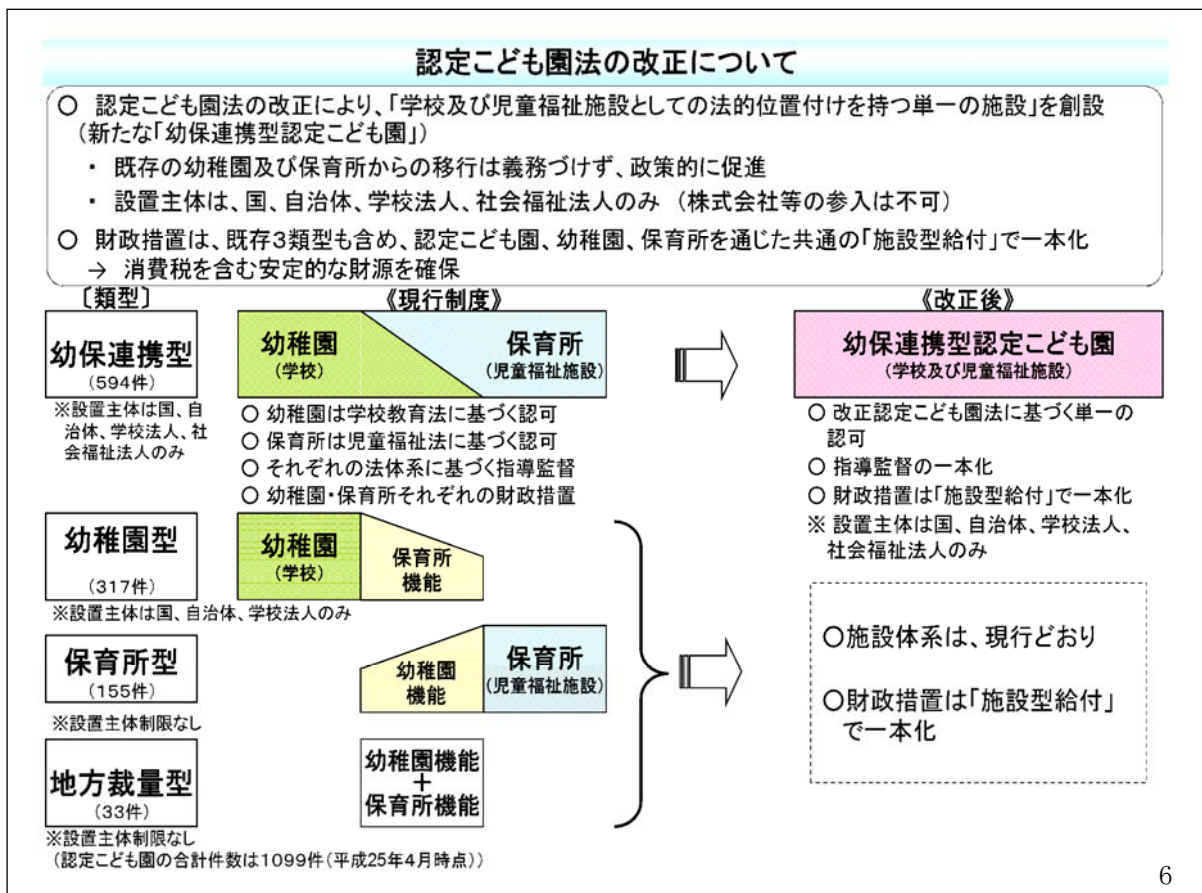 認定こども園法の改正について
○ 認定こども園法の改正により、「学校及び児童福祉施設としての法的位置付けを持つ単一の施設」を創設
（新たな「幼保連携型認定こども園」）
・ 既存の幼稚園及び保育所からの移行は義務づけず、政策的に促進
・ 設置主体は、国、自治体、学校法人、社会福祉法人のみ （株式会社等の参入は不可）
○ 財政措置は、既存３類型も含め、認定こども園、幼稚園、保育所を通じた共通の「施設型給付」で一本化
→ 消費税を含む安定的な財源を確保
〔類型〕
《現行制度》
《改正後》
幼保連携型
（594件）
※設置主体は国、自
治体、学校法人、社
会福祉法人のみ
幼稚園
（学校）
保育所
（児童福祉施設）
○ 幼稚園は学校教育法に基づく認可
○ 保育所は児童福祉法に基づく認可
○ それぞれの法体系に基づく指導監督
○ 幼稚園・保育所それぞれの財政措置
幼保連携型認定こども園
（学校及び児童福祉施設）
○ 改正認定こども園法に基づく単一の
認可
○ 指導監督の一本化
○ 財政措置は「施設型給付」で一本化
※ 設置主体は国、自治体、学校法人、
社会福祉法人のみ
幼稚園型
（317件）
※設置主体は国、自治体、学校法人のみ
幼稚園
（学校）
保育所
機能
保育所型
（155件）
※設置主体制限なし
幼稚園
機能
保育所
（児童福祉施設）
地方裁量型
（33件）
※設置主体制限なし
幼稚園機能
＋
保育所機能
○施設体系は、現行どおり
○財政措置は「施設型給付」
で一本化
（認定こども園の合計件数は1099件（平成25年4月時点））
6